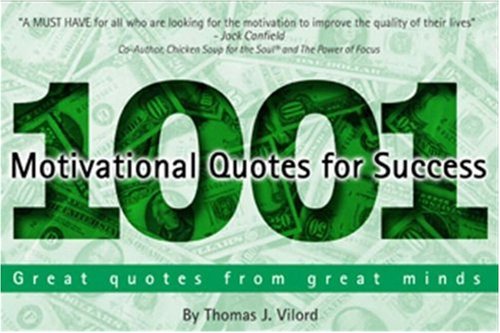 "A MUST HAVE for all who are looking for the motivation to improve the quality of their lives"
- Jack Canfield
Co-Author, Chicken Soup for the Soul® and The Power of Focus
1001
Motivational Quotes for Success
Great quotes from great minds
By Thomas J. Vilord